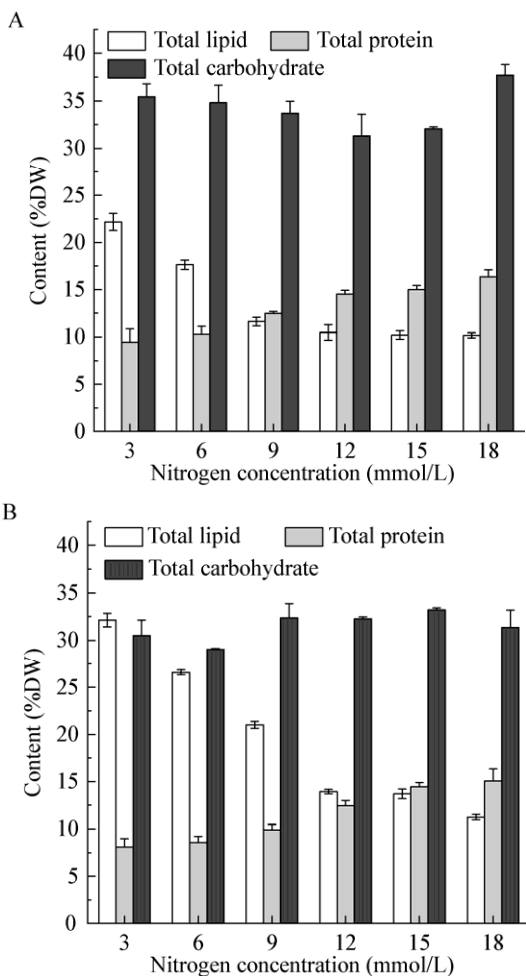 A
Total lipid Total protein
Total carbohydrate
40
35
30
25
20
15
10
5
0
Content (%DW)
3 6 9 12 15 18
Nitrogen concentration (mmol/L)
B
Total lipid Total protein
Total carbohydrate
40
35
30
25
20
15
10
5
0
Content (%DW)
3 6 9 12 15 18
Nitrogen concentration (mmol/L)